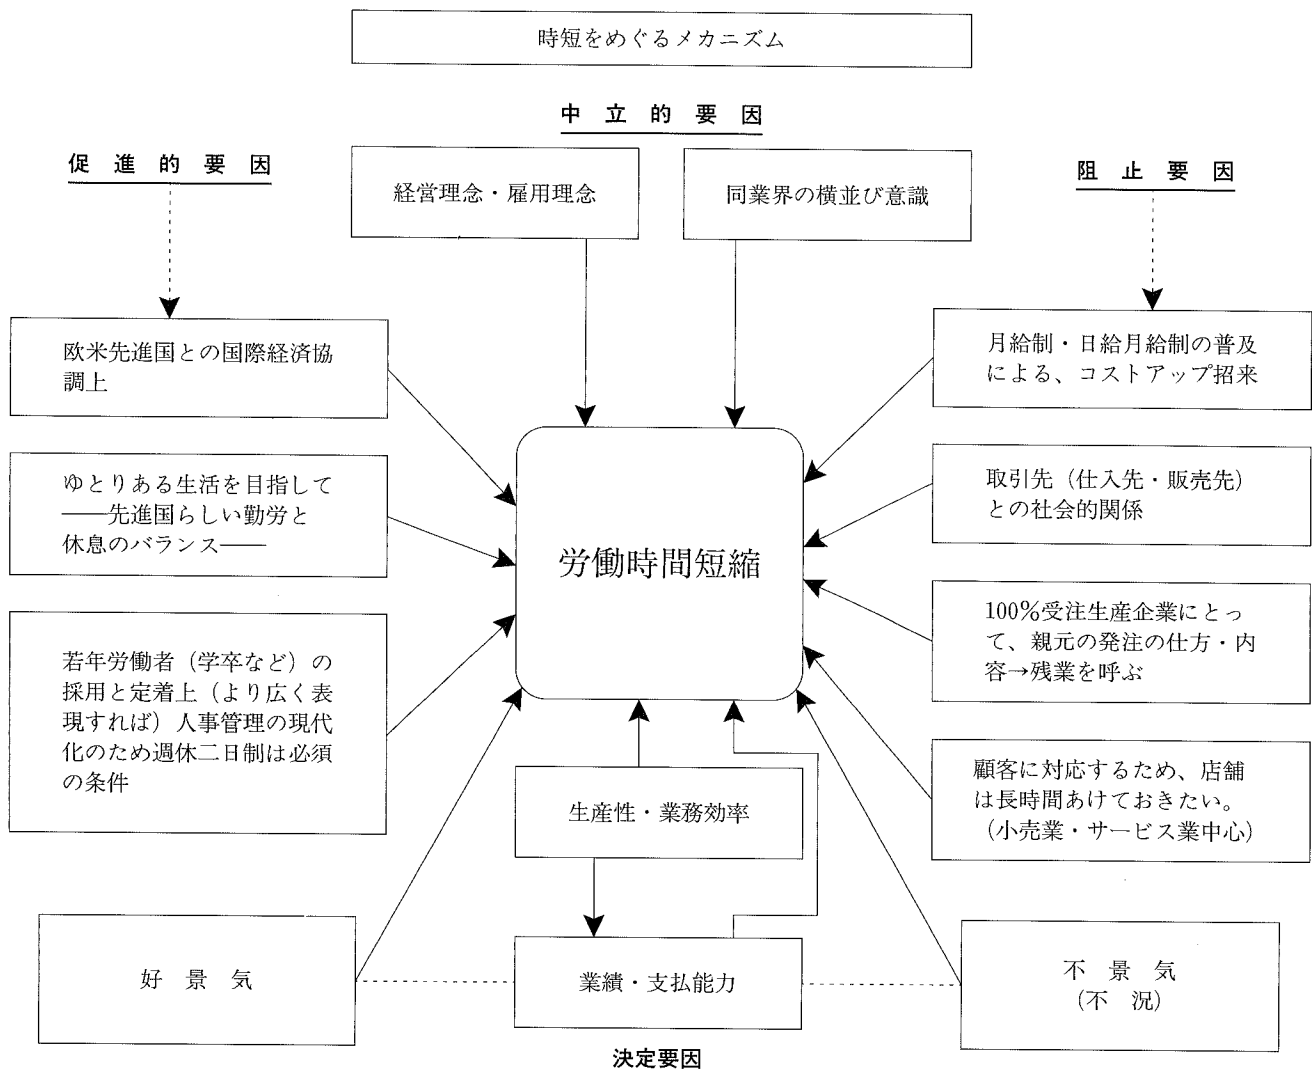 時短をめぐるメカニズム
中立的要因
促進的要因
阻止要因
経営理念・雇用理念
同業界の横並び意識
欧米先進国との国際経済協
調上
ゆとりある生活を目指して
――先進国らしい勤労と
休息のバランス――
若年労働者（学卒など）の
採用と定着上（より広く表
現すれば）人事管理の現代
化のため週休二日制は必須
の条件
労働時間短縮
月給制・日給月給制の普及
による、コストアップ招来
取引先（仕入先・販売先）
との社会的関係
100％受注生産企業にとっ
て、親元の発注の仕方・内
容→残業を呼ぶ
顧客に対応するため、店舗
は長時間あけておきたい。
（小売業・サービス業中心）
生産性・業務効率
好景気
業績・支払能力
不景気
(不況)
決定要因